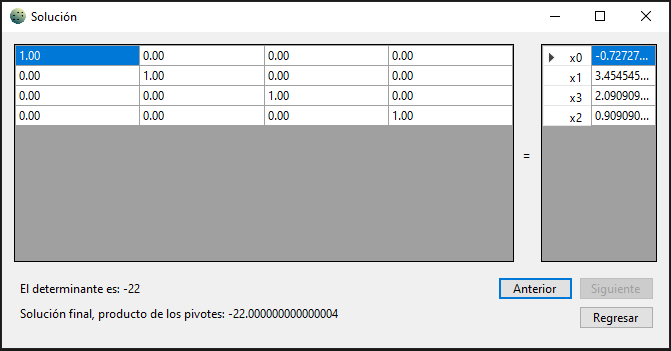 Solución
1.00 0.00 0.00 0.00 x0 -0.72727...
0.00 1.00 0.00 0.00 x1 3.454545...
0.00 0.00 1.00 0.00 x3 2.090909...
0.00 0.00 0.00 1.00 x2 0.909090...
=
El determinante es: -22 Anterior Siguiente
Solución final, producto de los pivotes: -22.000000000000004 Regresar